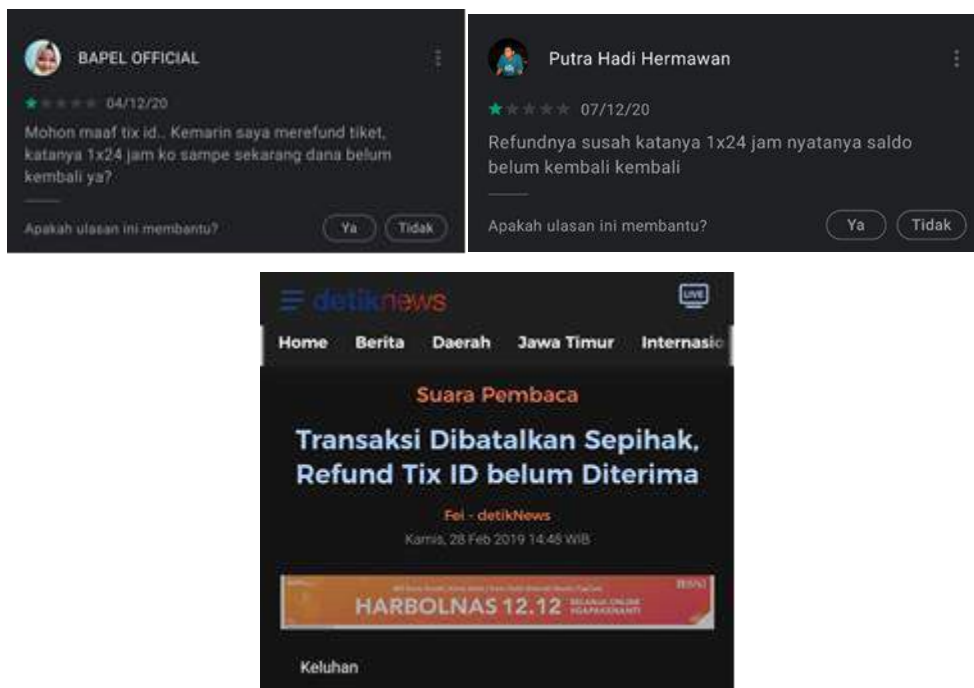 BAPEL OFFICIAL
04/12/20
Mohon maaf tix id.. Kemarin saya merefund tiket,
katanya 1x24 jam ko sampe sekarang dana belum
kembali ya?
Apakah ulasan ini membantu?
Ya
Tidak
Putra Hadi Hermawan
07/12/20
Refundnya susah katanya 1x24 jam nyatanya saldo
belum kembali kembali
Apakah ulasan ini membantu?
Ya
Tidak
detiknews
LIVE
Home Berita Daerah Jawa Timur Internasio
Suara Pembaca
Transaksi Dibatalkan Sepihak,
Refund Tix ID belum Diterima
Fei - detikNews
Kamis, 28 Feb 2019 14:48 WIB
HARBOLNAS 12.12
Keluhan